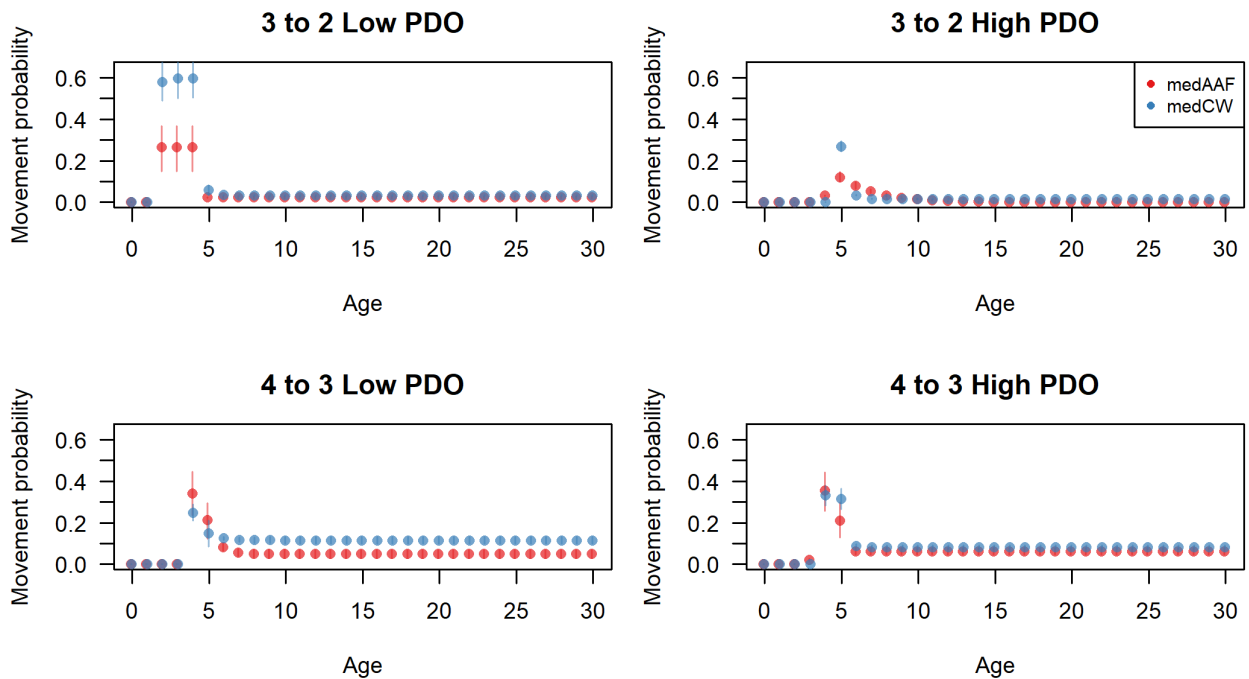 3 to 2 Low PDO
Movement probability
0.6
0.4
0.2
0.0
0 5 10 15 20 25 30
Age
3 to 2 High PDO
Movement probability
0.6
0.4
0.2
0.0
medAAF
medCW
0 5 10 15 20 25 30
Age
4 to 3 Low PDO
Movement probability
0.6
0.4
0.2
0.0
0 5 10 15 20 25 30
Age
4 to 3 High PDO
Movement probability
0.6
0.4
0.2
0.0
0 5 10 15 20 25 30
Age